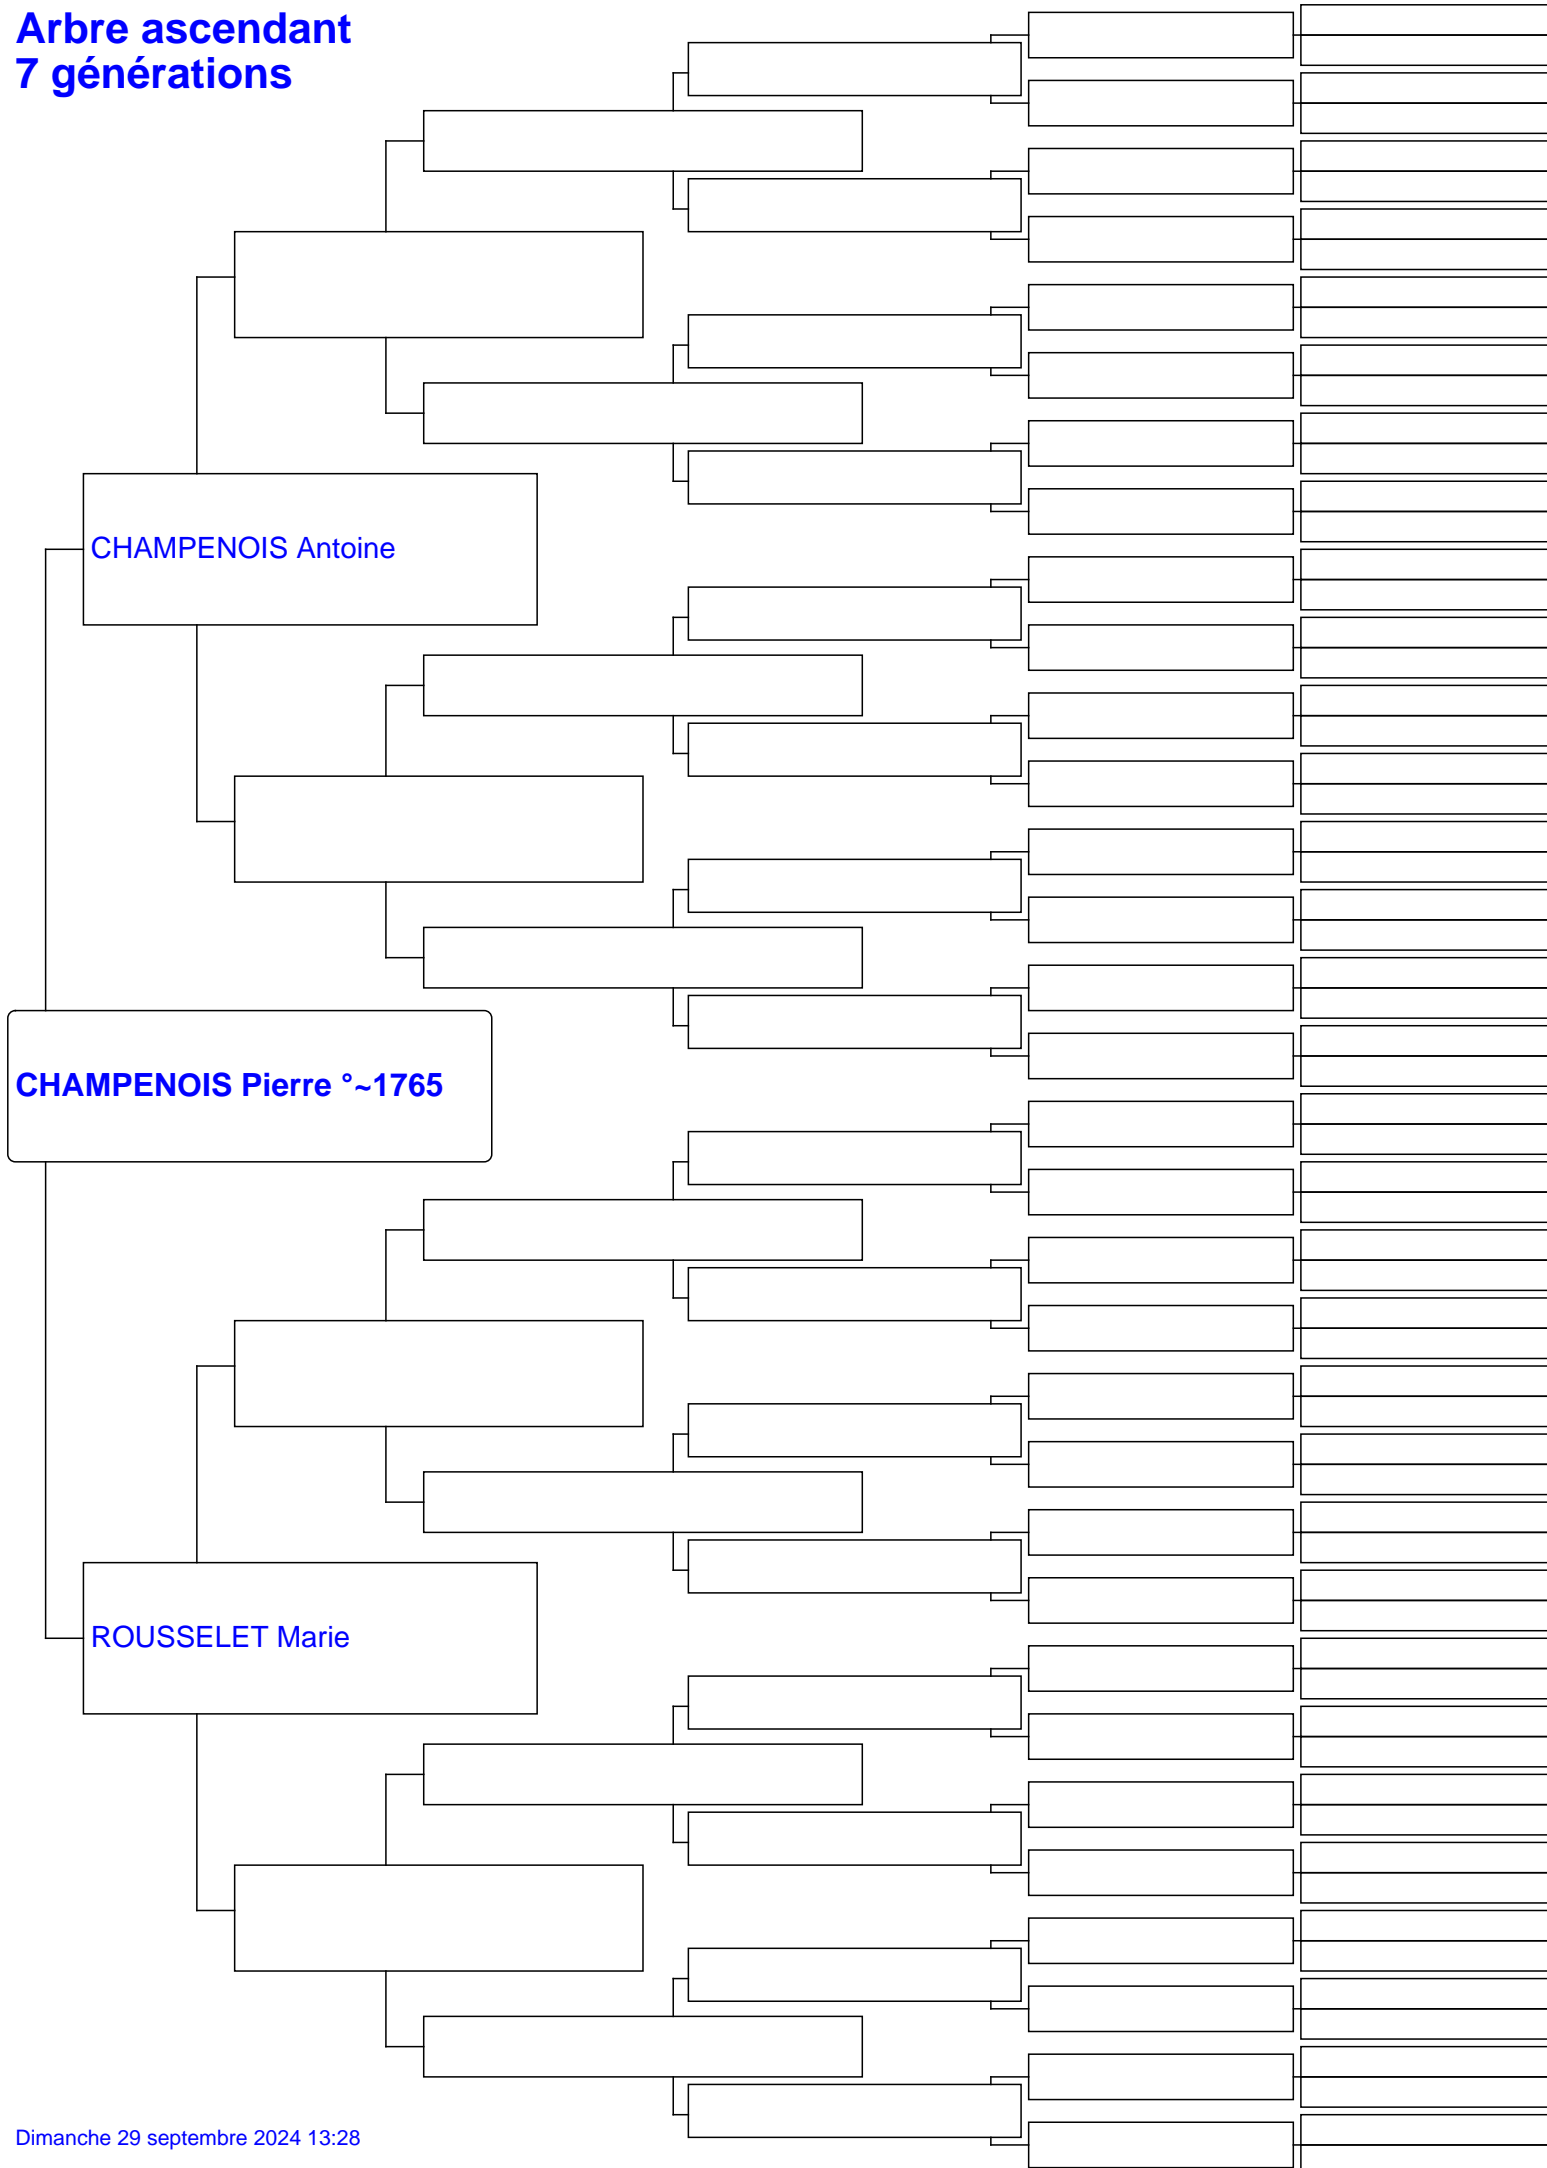 Arbre ascendant
7 générations
CHAMPENOIS Antoine
CHAMPENOIS Pierre °~1765
ROUSSELET Marie
Dimanche 29 septembre 2024 13:28